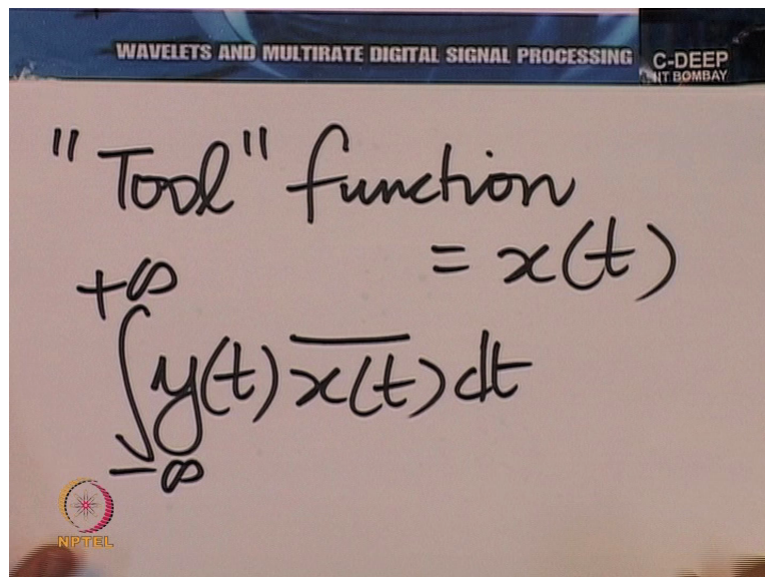 WAVELETS AND MULTIRATE DIGITAL SIGNAL PROCESSING
C-DEEP
IIT BOMBAY
"Tool" function
= x(t)
+∞
∫y(t) x̅(̅t̅)̅ dt
-∞
NPTEL